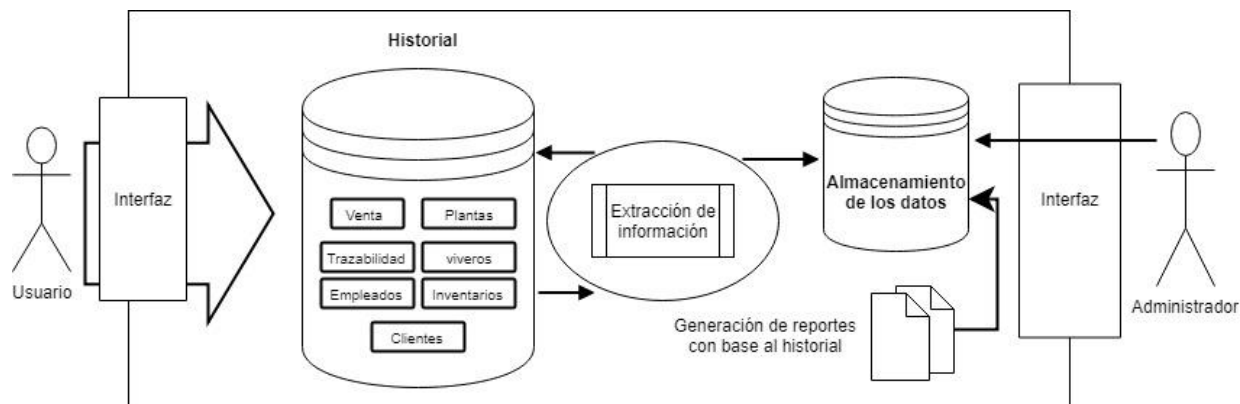 Historial
Usuario
Interfaz
Venta
Plantas
Trazabilidad
viveros
Empleados
Inventarios
Clientes
Extracción de
información
Almacenamiento
de los datos
Generación de reportes
con base al historial
Interfaz
Administrador